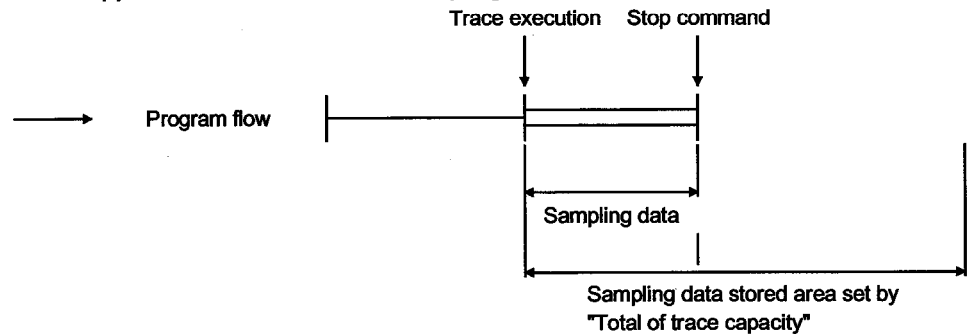 Trace execution Stop command
Program flow
Sampling data
Sampling data stored area set by
"Total of trace capacity"